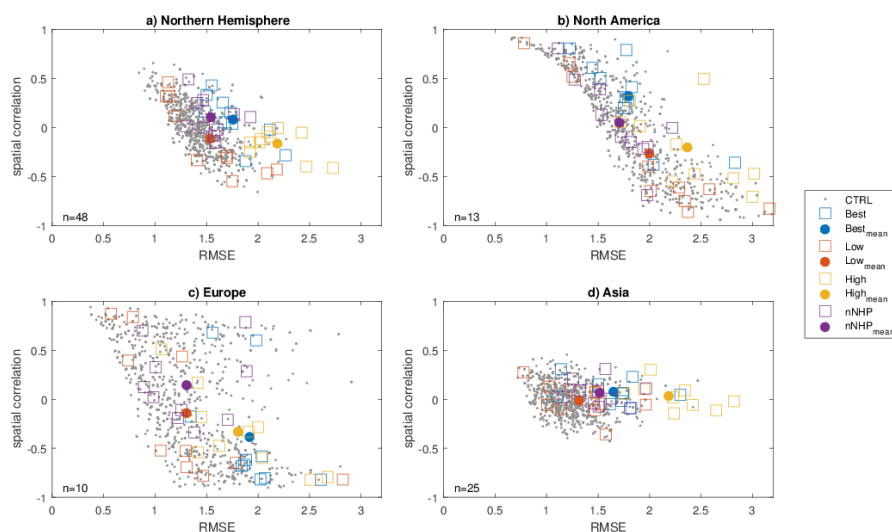 a) Northern Hemisphere
1
0.5
0
-0.5
-1
spatial correlation
n=48
0 0.5 1 1.5 2 2.5 3
RMSE
b) North America
1
0.5
0
-0.5
-1
spatial correlation
n=13
0 0.5 1 1.5 2 2.5 3
RMSE
c) Europe
1
0.5
0
-0.5
-1
spatial correlation
n=10
0 0.5 1 1.5 2 2.5 3
RMSE
d) Asia
1
0.5
0
-0.5
-1
spatial correlation
n=25
0 0.5 1 1.5 2 2.5 3
RMSE
CTRL
Best
Best mean
Low
Low mean
High
High mean
nNHP
nNHP mean